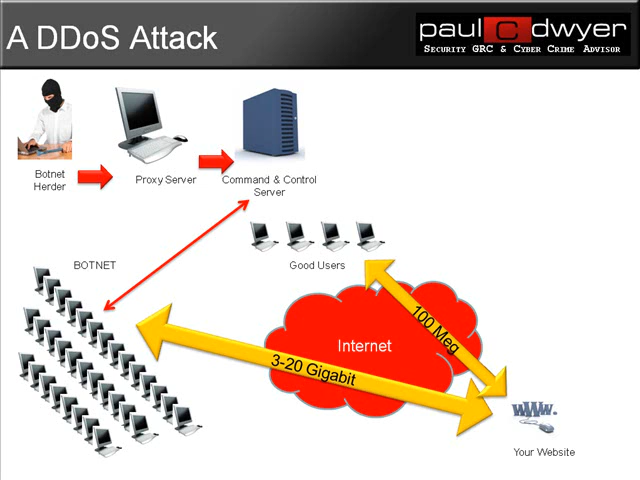 A DDoS Attack
paul C dwyer
SECURITY GRC & CYBER CRIME ADVISOR
Botnet
Herder
Proxy Server
Command & Control
Server
BOTNET
Good Users
Internet
100 Meg
3-20 Gigabit
www.
Your Website